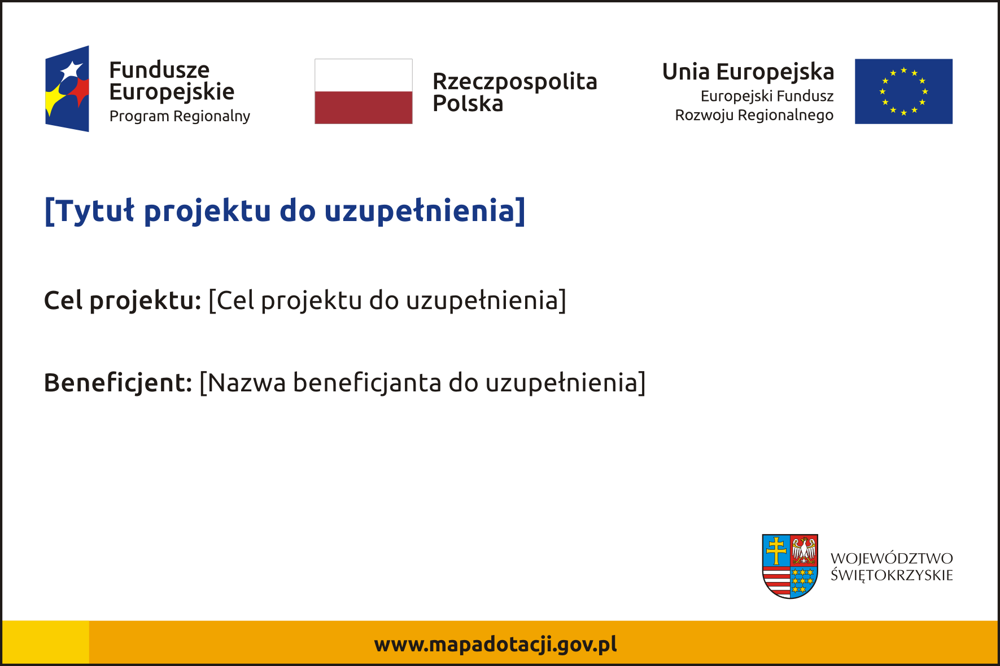 Fundusze
Europejskie
Program Regionalny
Rzeczpospolita
Polska
Unia Europejska
Europejski Fundusz
Rozwoju Regionalnego
[Tytuł projektu do uzupełnienia]
Cel projektu: [Cel projektu do uzupełnienia]
Beneficjent: [Nazwa beneficjanta do uzupełnienia]
WOJEWÓDZTWO
ŚWIĘTOKRZYSKIE
www.mapadotacji.gov.pl